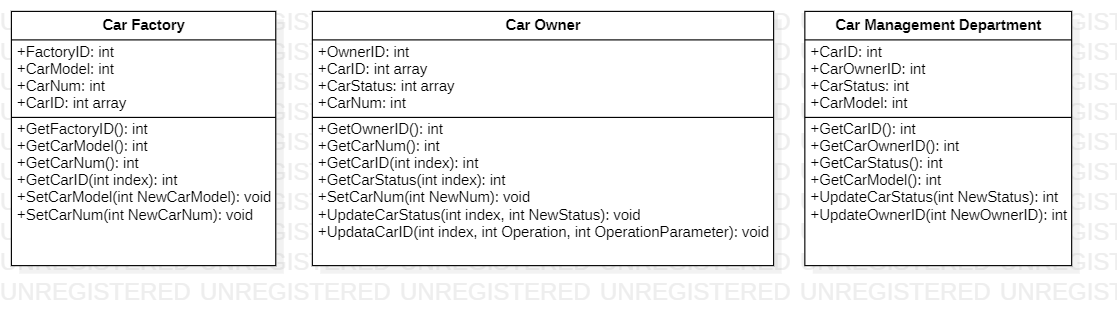 Car Factory
+FactoryID: int
+CarModel: int
+CarNum: int
+CarID: int array
+GetFactoryID(): int
+GetCarModel(): int
+GetCarNum(): int
+GetCarID(int index): int
+SetCarModel(int NewCarModel): void
+SetCarNum(int NewCarNum): void
Car Owner
+OwnerID: int
+CarID: int array
+CarStatus: int array
+CarNum: int
+GetOwnerID(): int
+GetCarNum(): int
+GetCarID(int index): int
+GetCarStatus(int index): int
+SetCarNum(int NewNum): void
+UpdateCarStatus(int index, int NewStatus): void
+UpdataCarID(int index, int Operation, int OperationParameter): void
Car Management Department
+CarID: int
+CarOwnerID: int
+CarStatus: int
+CarModel: int
+GetCarID(): int
+GetCarOwnerID(): int
+GetCarStatus(): int
+GetCarModel(): int
+UpdateCarStatus(int NewStatus): int
+UpdateOwnerID(int NewOwnerID): int
UNREGISTERED UNREGISTERED UNREGISTERED UNREGISTERED UNREGISTERED UNREGIST